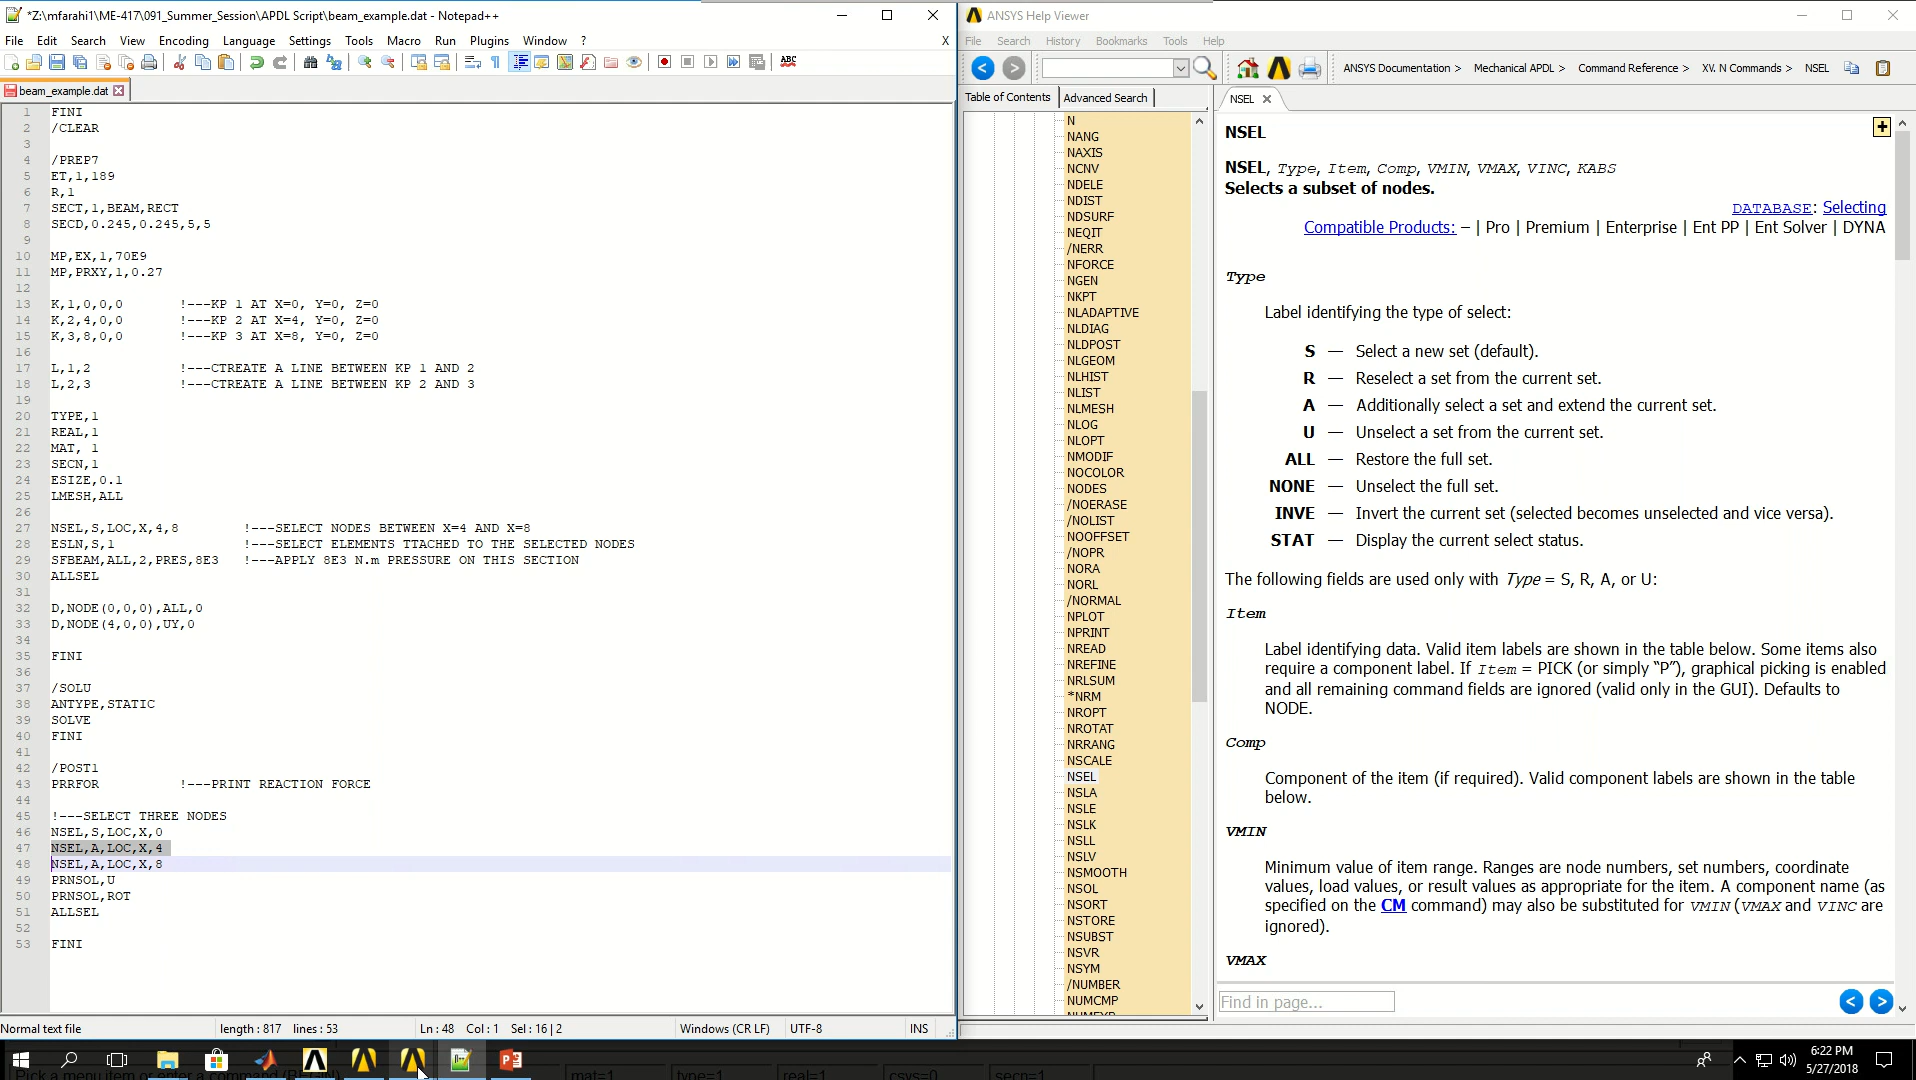 *Z:\mfarahi1\ME-417\091_Summer_Session\APDL Script\beam_example.dat - Notepad++
File Edit Search View Encoding Language Settings Tools Macro Run Plugins Window ? X
beam_example.dat
1 FINI
2 /CLEAR
3
4 /PREP7
5 ET,1,189
6 R,1
7 SECT,1,BEAM,RECT
8 SECD,0.245,0.245,5,5
9
10 MP,EX,1,70E9
11 MP,PRXY,1,0.27
12
13 K,1,0,0,0 !---KP 1 AT X=0, Y=0, Z=0
14 K,2,4,0,0 !---KP 2 AT X=4, Y=0, Z=0
15 K,3,8,0,0 !---KP 3 AT X=8, Y=0, Z=0
16
17 L,1,2 !---CTREATE A LINE BETWEEN KP 1 AND 2
18 L,2,3 !---CTREATE A LINE BETWEEN KP 2 AND 3
19
20 TYPE,1
21 REAL,1
22 MAT, 1
23 SECN,1
24 ESIZE,0.1
25 LMESH,ALL
26
27 NSEL,S,LOC,X,4,8 !---SELECT NODES BETWEEN X=4 AND X=8
28 ESLN,S,1 !---SELECT ELEMENTS TTACHED TO THE SELECTED NODES
29 SFBEAM,ALL,2,PRES,8E3 !---APPLY 8E3 N.m PRESSURE ON THIS SECTION
30 ALLSEL
31
32 D,NODE(0,0,0),ALL,0
33 D,NODE(4,0,0),UY,0
34
35 FINI
36
37 /SOLU
38 ANTYPE,STATIC
39 SOLVE
40 FINI
41
42 /POST1
43 PRRFOR !---PRINT REACTION FORCE
44
45 !---SELECT THREE NODES
46 NSEL,S,LOC,X,0
47 NSEL,A,LOC,X,4
48 NSEL,A,LOC,X,8
49 PRNSOL,U
50 PRNSOL,ROT
51 ALLSEL
52
53 FINI
Normal text file length : 817 lines : 53 Ln : 48 Col : 1 Sel : 16 | 2 Windows (CR LF) UTF-8 INS
ANSYS Help Viewer
File Search History Bookmarks Tools Help
ANSYS Documentation > Mechanical APDL > Command Reference > XV. N Commands > NSEL
Table of Contents Advanced Search
N
NANG
NAXIS
NCNV
NDELE
NDIST
NDSURF
NEQIT
/NERR
NFORCE
NGEN
NKPT
NLADAPTIVE
NLDIAG
NLDPOST
NLGEOM
NLHIST
NLIST
NLMESH
NLOG
NLOPT
NMODIF
NOCOLOR
NODES
/NOERASE
/NOLIST
NOOFFSET
/NOPR
NORA
NORL
/NORMAL
NPLOT
NPRINT
NREAD
NREFINE
NRLSUM
*NRM
NROPT
NROTAT
NRRANG
NSCALE
NSEL
NSLA
NSLE
NSLK
NSLL
NSLV
NSMOOTH
NSOL
NSORT
NSTORE
NSUBST
NSVR
NSYM
/NUMBER
NUMCMP
NUMEXP
NSEL
NSEL
NSEL, Type, Item, Comp, VMIN, VMAX, VINC, KABS
Selects a subset of nodes.
DATABASE: Selecting
Compatible Products: – | Pro | Premium | Enterprise | Ent PP | Ent Solver | DYNA
Type
Label identifying the type of select:
S — Select a new set (default).
R — Reselect a set from the current set.
A — Additionally select a set and extend the current set.
U — Unselect a set from the current set.
ALL — Restore the full set.
NONE — Unselect the full set.
INVE — Invert the current set (selected becomes unselected and vice versa).
STAT — Display the current select status.
The following fields are used only with Type = S, R, A, or U:
Item
Label identifying data. Valid item labels are shown in the table below. Some items also
require a component label. If Item = PICK (or simply “P”), graphical picking is enabled
and all remaining command fields are ignored (valid only in the GUI). Defaults to
NODE.
Comp
Component of the item (if required). Valid component labels are shown in the table
below.
VMIN
Minimum value of item range. Ranges are node numbers, set numbers, coordinate
values, load values, or result values as appropriate for the item. A component name (as
specified on the CM command) may also be substituted for VMIN (VMAX and VINC are
ignored).
VMAX
Find in page...
Pick a menu item or enter a command (BEGIN) mat=1 type=1 real=1 csys=0 secn=1
6:22 PM
5/27/2018